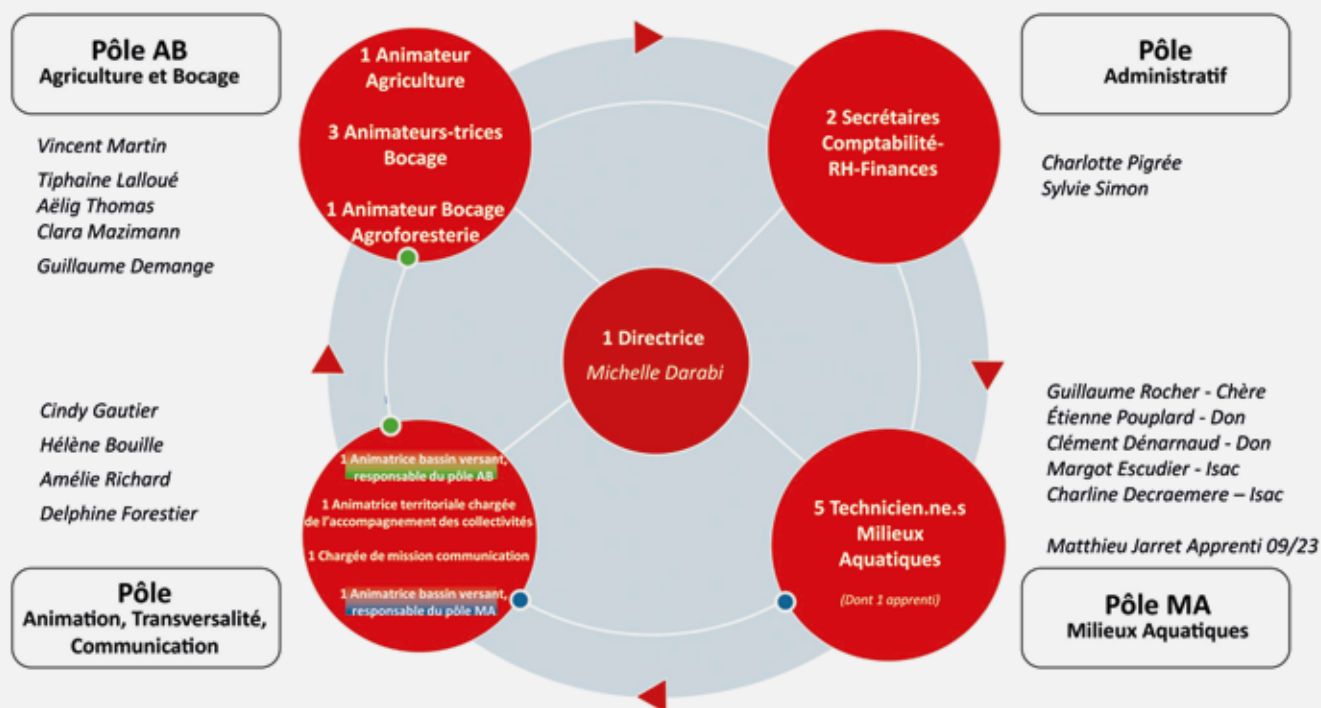 Pôle AB
Agriculture et Bocage
Vincent Martin
Tiphaine Lalloué
Aëlig Thomas
Clara Mazimann
Guillaume Demange
1 Animateur
Agriculture
3 Animateurs-trices
Bocage
1 Animateur Bocage
Agroforesterie
2 Secrétaires
Comptabilité-
RH-Finances
Pôle
Administratif
Charlotte Pigrée
Sylvie Simon
1 Directrice
Michelle Darabi
Cindy Gautier
Hélène Bouille
Amélie Richard
Delphine Forestier
Pôle
Animation, Transversalité,
Communication
1 Animatrice bassin versant,
responsable du pôle AB
1 Animatrice territoriale chargée
de l'accompagnement des collectivités
1 Chargée de mission communication
1 Animatrice bassin versant,
responsable du pôle MA
5 Technicien.ne.s
Milieux
Aquatiques
(Dont 1 apprenti)
Guillaume Rocher - Chère
Étienne Pouplard - Don
Clément Dénarnaud - Don
Margot Escudier - Isac
Charline Decraemere – Isac
Matthieu Jarret Apprenti 09/23
Pôle MA
Milieux Aquatiques